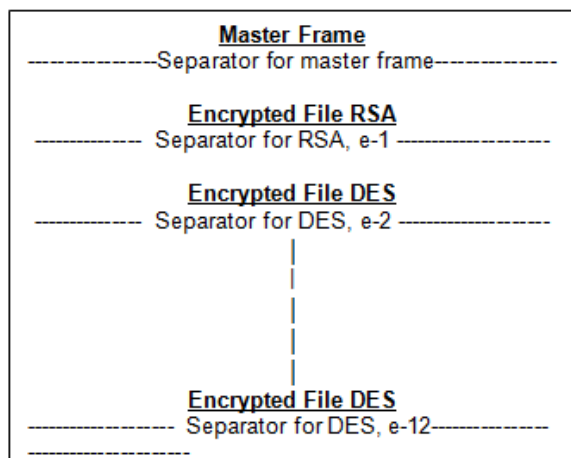 Master Frame
-----------------Separator for master frame----------------
Encrypted File RSA
-------------- Separator for RSA, e-1 --------------------
Encrypted File DES
-------------- Separator for DES, e-2 --------------------
|
|
|
|
|
Encrypted File DES
------------------- Separator for DES, e-12---------------
---------------------